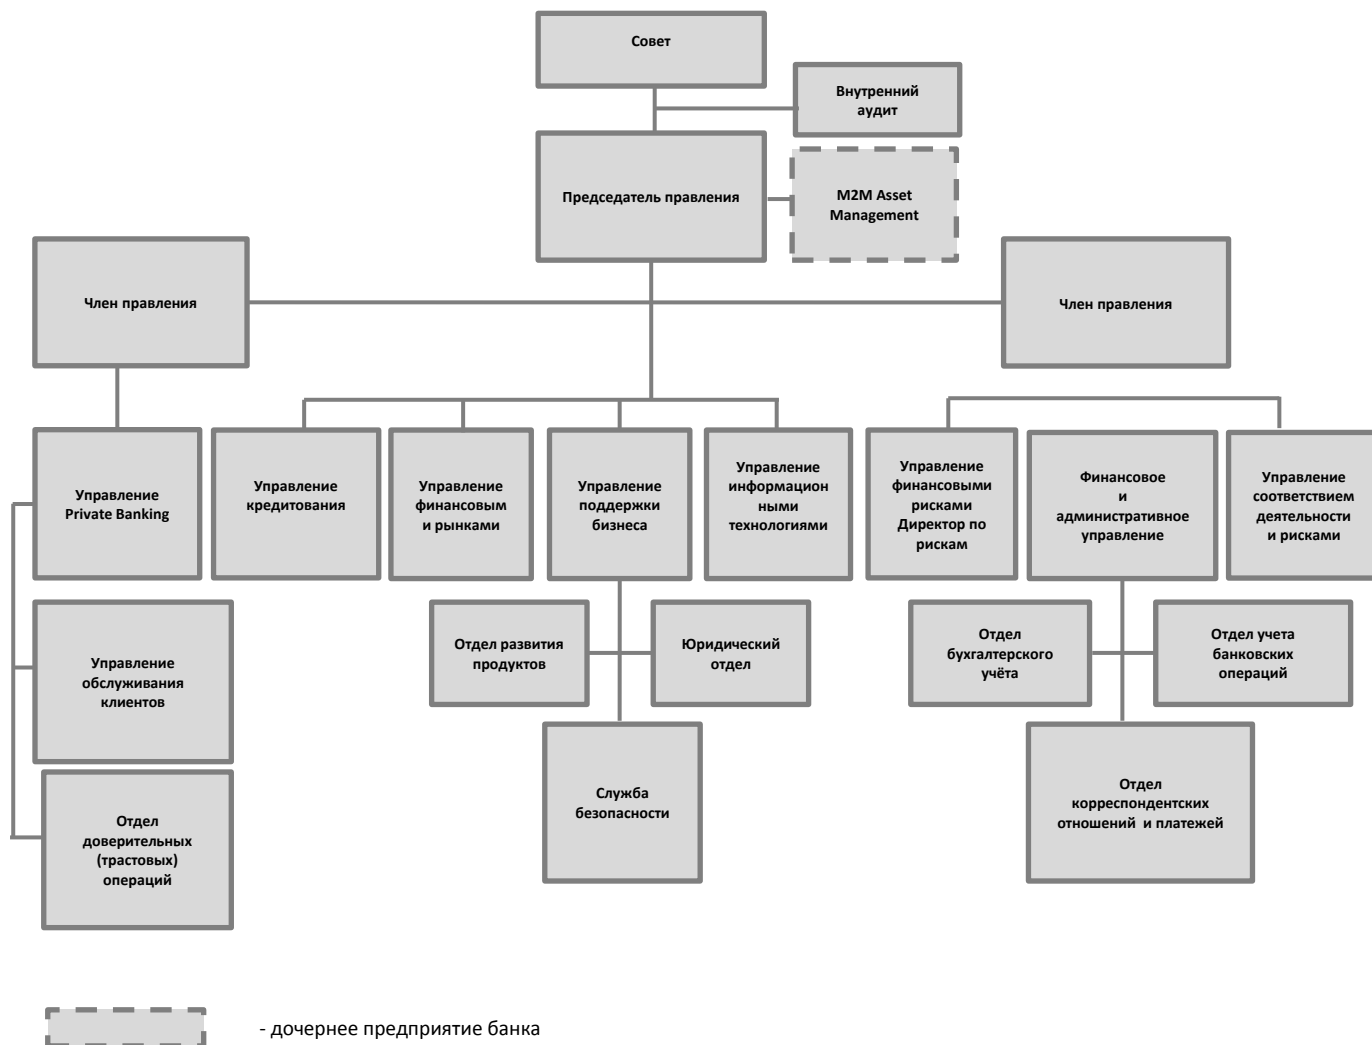 Совет
Внутренний
аудит
Председатель правления
M2M Asset
Management
Член правления
Член правления
Управление
Private Banking
Управление
кредитования
Управление
финансовым
и рынками
Управление
поддержки
бизнеса
Управление
информацион
ными
технологиями
Управление
финансовыми
рисками
Директор по
рискам
Финансовое
и
административное
управление
Управление
соответствием
деятельности
и рисками
Управление
обслуживания
клиентов
Отдел развития
продуктов
Юридический
отдел
Отдел
бухгалтерского
учёта
Отдел учета
банковских
операций
Отдел
доверительных
(трастовых)
операций
Служба
безопасности
Отдел
корреспондентских
отношений и платежей
- дочернее предприятие банка